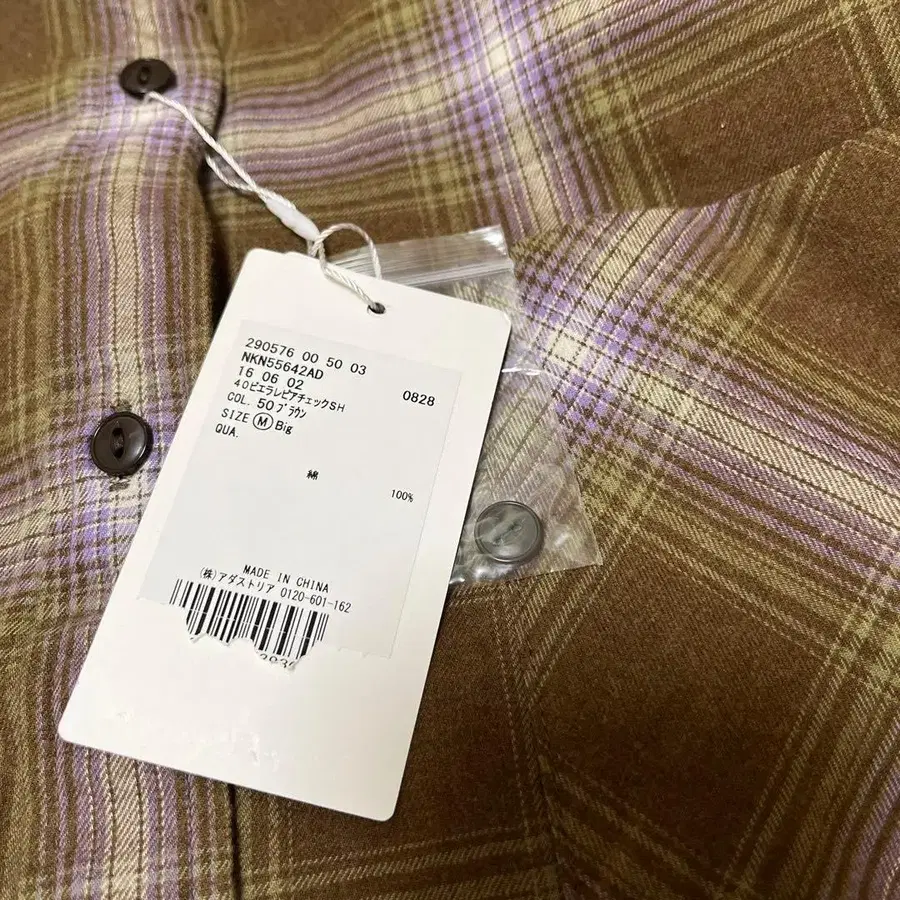 290576 00 50 03
NKN55642AD
16 06 02 0828
40ビエラレピアチェックSH
COL. 50 ブラウン
SIZE Ⓜ Big
QUA.
綿
100%
MADE IN CHINA
(株)アダストリア 0120-601-162